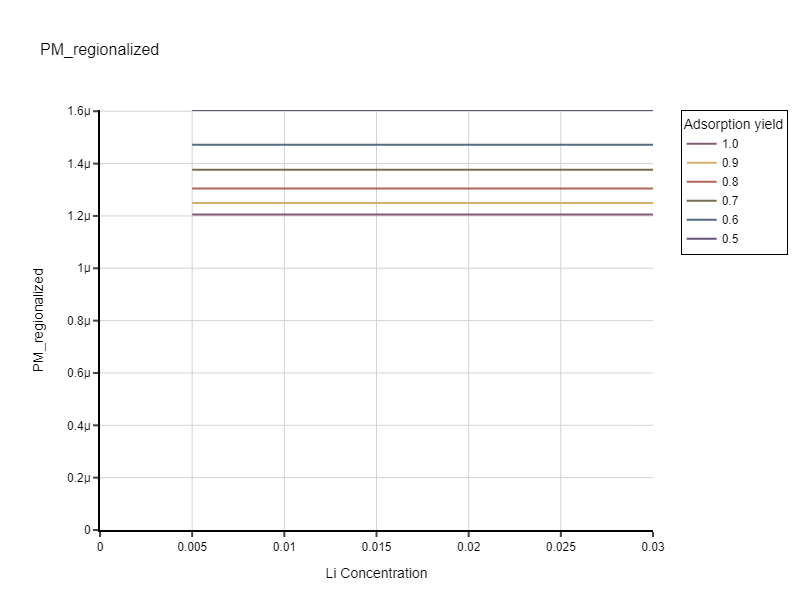 PM_regionalized
1.6μ
1.4μ
1.2μ
1μ
0.8μ
0.6μ
0.4μ
0.2μ
0
PM_regionalized
0
0.005
0.01
0.015
0.02
0.025
0.03
Li Concentration
Adsorption yield
1.0
0.9
0.8
0.7
0.6
0.5